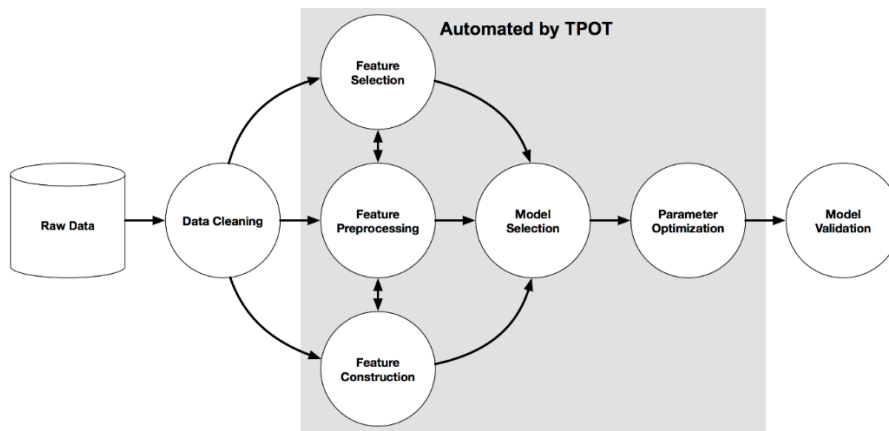 Automated by TPOT
Feature
Selection
Raw Data
Data Cleaning
Feature
Preprocessing
Model
Selection
Parameter
Optimization
Model
Validation
Feature
Construction